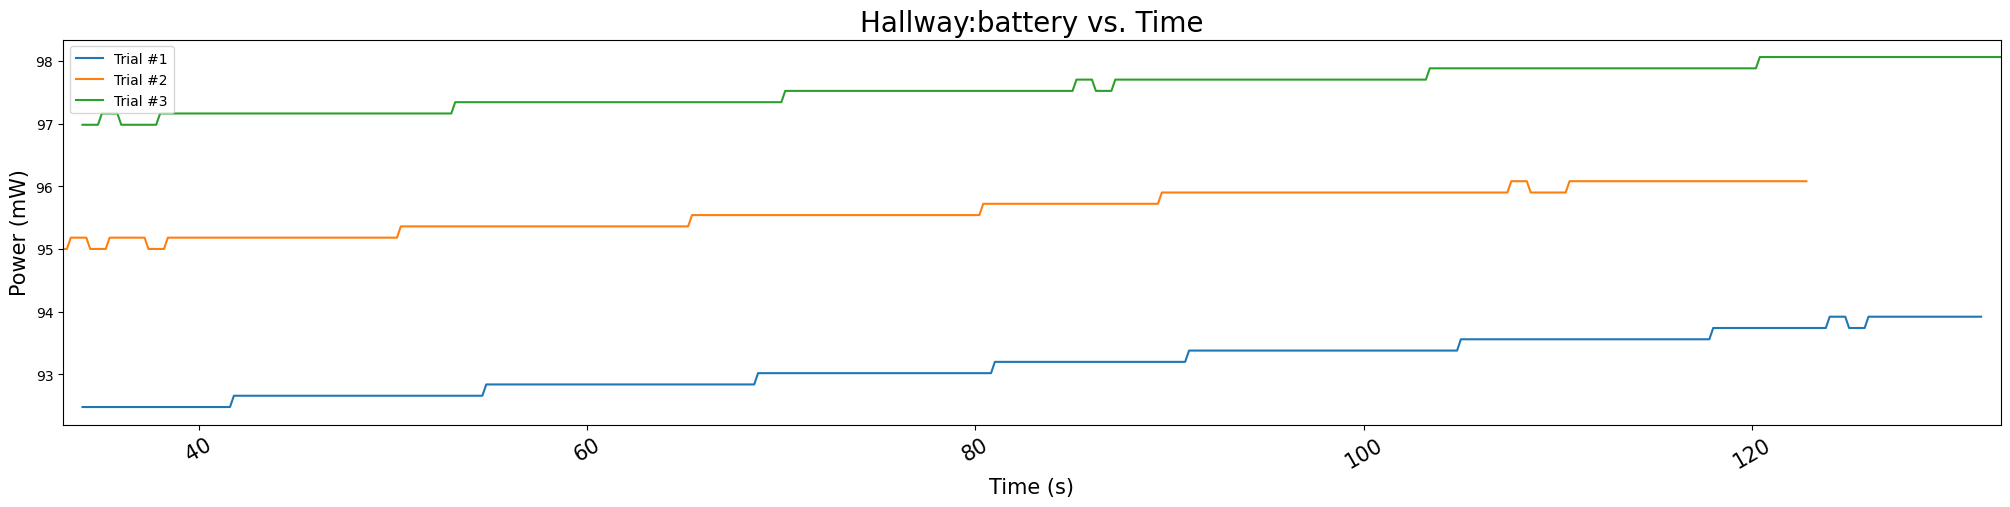 Hallway:battery vs. Time
Trial #1
Trial #2
Trial #3
98
97
96
95
94
93
Power (mW)
40
60
80
100
120
Time (s)